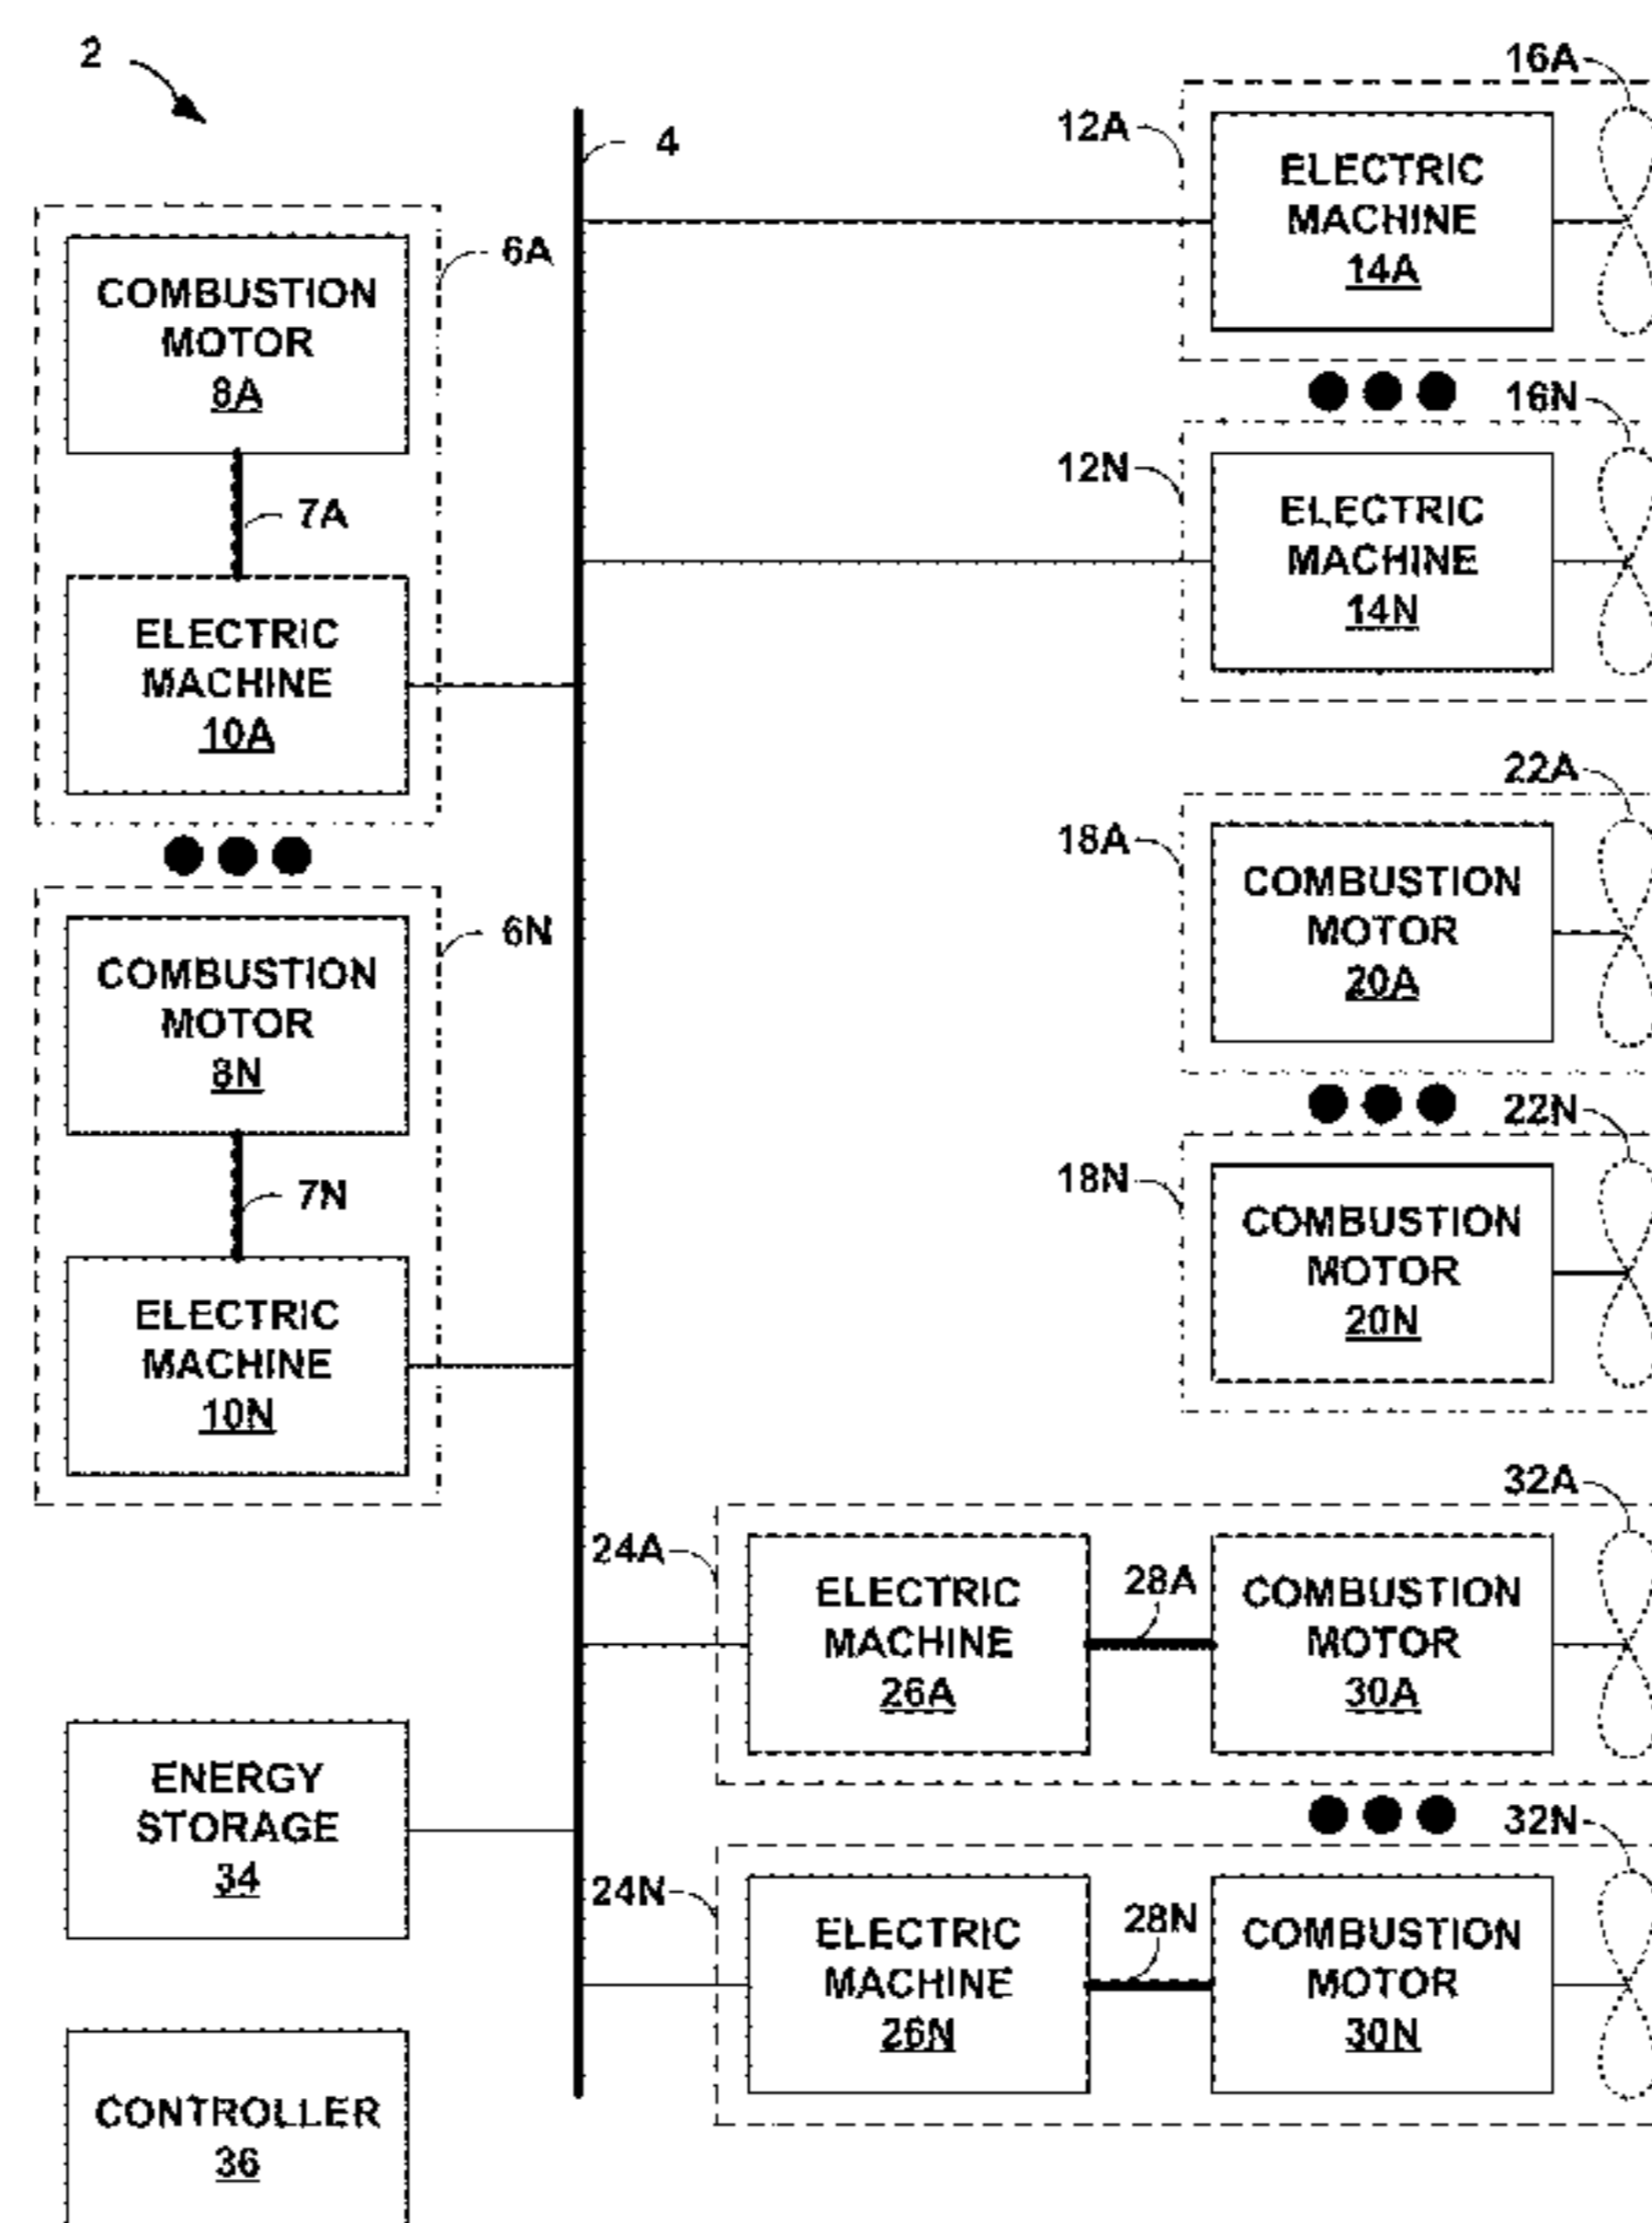 2
4
6A
COMBUSTION
MOTOR
8A
7A
ELECTRIC
MACHINE
10A
6N
COMBUSTION
MOTOR
8N
7N
ELECTRIC
MACHINE
10N
ENERGY
STORAGE
34
CONTROLLER
36
16A
12A
ELECTRIC
MACHINE
14A
16N
12N
ELECTRIC
MACHINE
14N
22A
18A
COMBUSTION
MOTOR
20A
22N
18N
COMBUSTION
MOTOR
20N
32A
24A
ELECTRIC
MACHINE
26A
28A
COMBUSTION
MOTOR
30A
32N
24N
ELECTRIC
MACHINE
26N
28N
COMBUSTION
MOTOR
30N